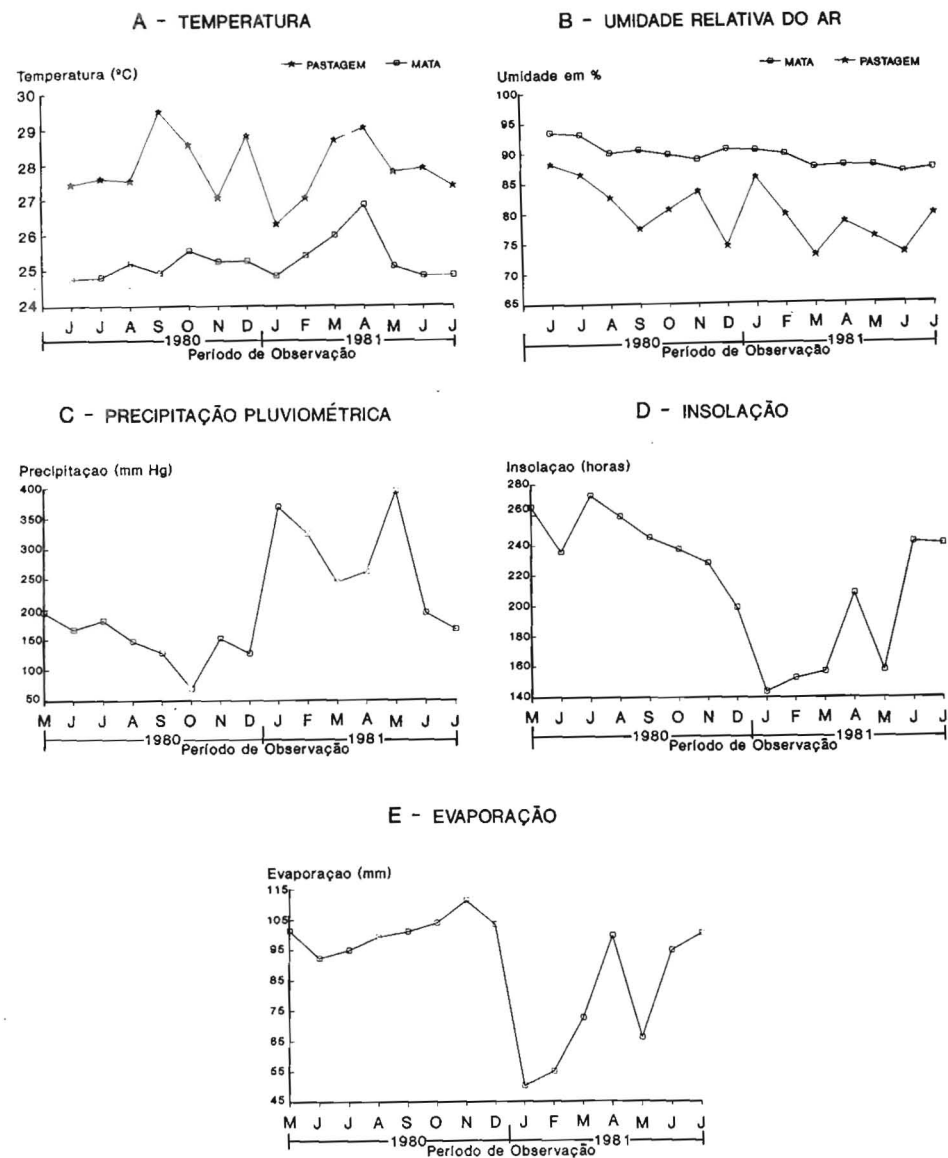 A - TEMPERATURA
Temperatura (ºC)
PASTAGEM MATA
30
29
28
27
26
25
24
J J A S O N D J F M A M J J
1980 1981
Período de Observação
B - UMIDADE RELATIVA DO AR
MATA PASTAGEM
Umidade em %
100
95
90
85
80
75
70
65
J J A S O N D J F M A M J J
1980 1981
Período de Observação
C - PRECIPITAÇÃO PLUVIOMÉTRICA
Precipitaçao (mm Hg)
400
350
300
250
200
150
100
50
M J J A S O N D J F M A M J J
1980 1981
Período de Observação
D - INSOLAÇÃO
Insolaçao (horas)
280
260
240
220
200
180
160
140
M J J A S O N D J F M A M J J
1980 1981
Período de Observação
E - EVAPORAÇÃO
Evaporaçao (mm)
115
105
95
85
75
65
55
45
M J J A S O N D J F M A M J J
1980 1981
Período de Observação